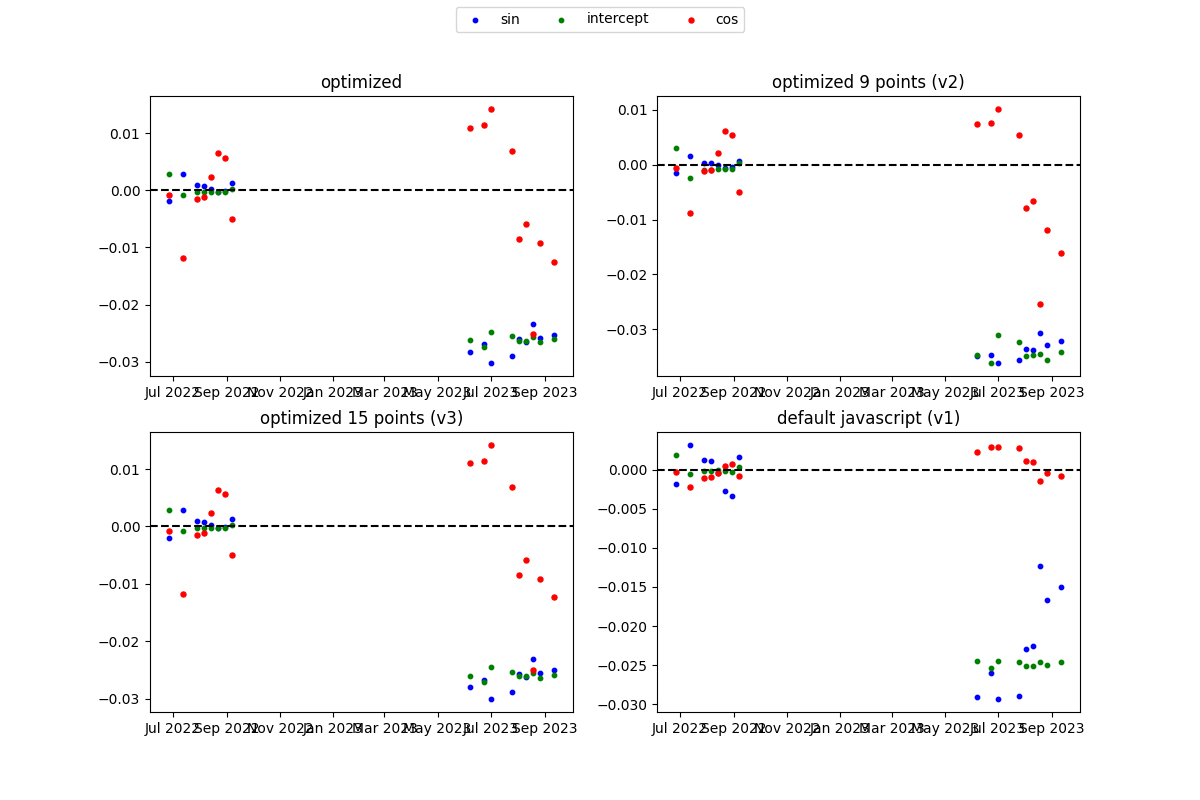 sin intercept cos
optimized
0.01
0.00
−0.01
−0.02
−0.03
Jul 2022 Sep 2022 Nov 2022 Jan 2023 Mar 2023 May 2023 Jul 2023 Sep 2023
optimized 9 points (v2)
0.01
0.00
−0.01
−0.02
−0.03
Jul 2022 Sep 2022 Nov 2022 Jan 2023 Mar 2023 May 2023 Jul 2023 Sep 2023
optimized 15 points (v3)
0.01
0.00
−0.01
−0.02
−0.03
Jul 2022 Sep 2022 Nov 2022 Jan 2023 Mar 2023 May 2023 Jul 2023 Sep 2023
default javascript (v1)
0.000
−0.005
−0.010
−0.015
−0.020
−0.025
−0.030
Jul 2022 Sep 2022 Nov 2022 Jan 2023 Mar 2023 May 2023 Jul 2023 Sep 2023